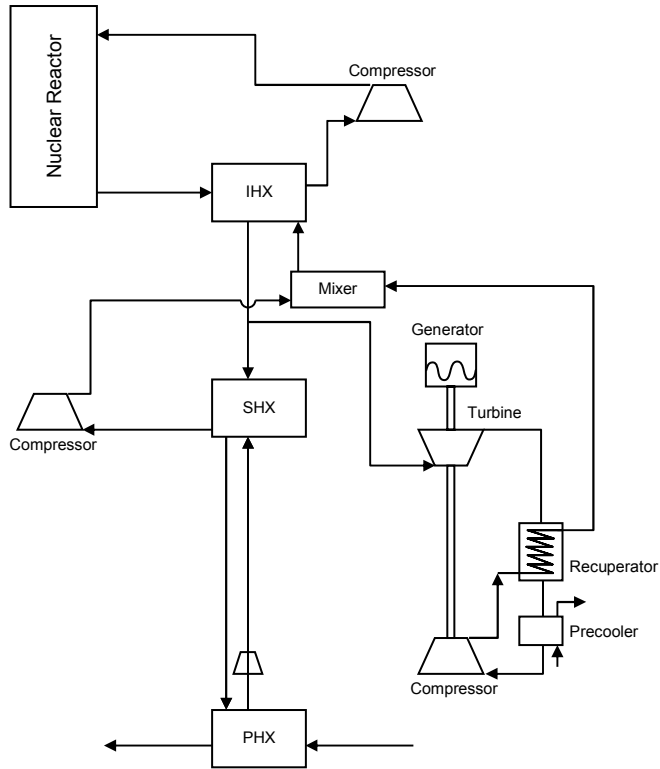 Nuclear Reactor
Compressor
IHX
Mixer
Generator
Turbine
SHX
Compressor
Recuperator
Precooler
Compressor
PHX